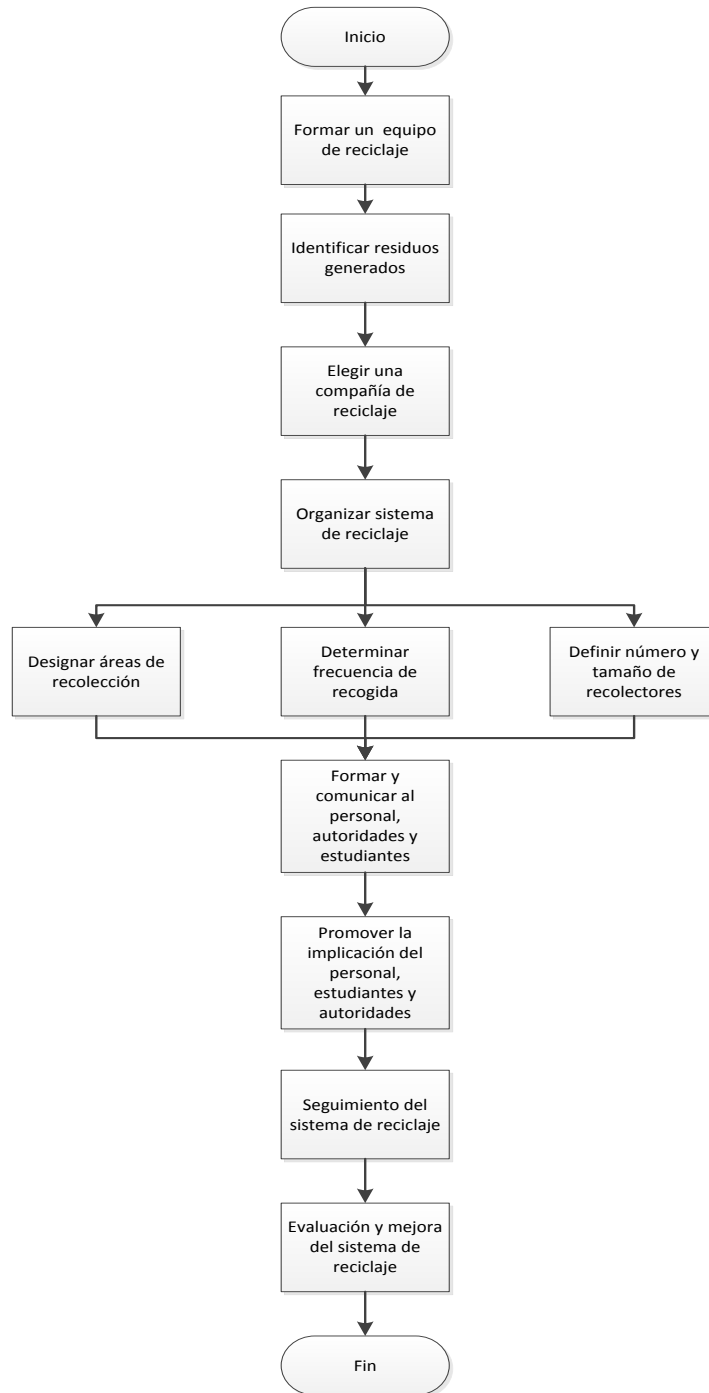 Inicio
Formar un equipo
de reciclaje
Identificar residuos
generados
Elegir una
compañía de
reciclaje
Organizar sistema
de reciclaje
Designar áreas de
recolección
Determinar
frecuencia de
recogida
Definir número y
tamaño de
recolectores
Formar y
comunicar al
personal,
autoridades y
estudiantes
Promover la
implicación del
personal,
estudiantes y
autoridades
Seguimiento del
sistema de reciclaje
Evaluación y mejora
del sistema de
reciclaje
Fin